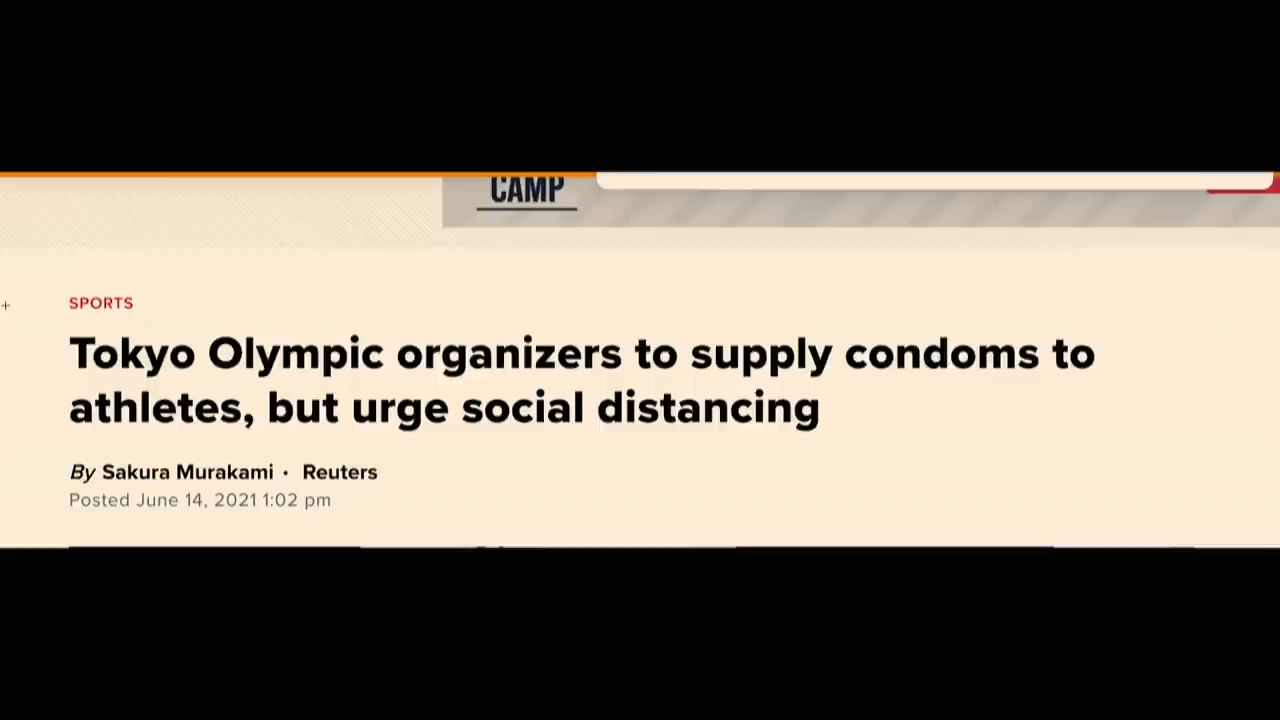 CAMP
+
SPORTS
Tokyo Olympic organizers to supply condoms to
athletes, but urge social distancing
By Sakura Murakami · Reuters
Posted June 14, 2021 1:02 pm